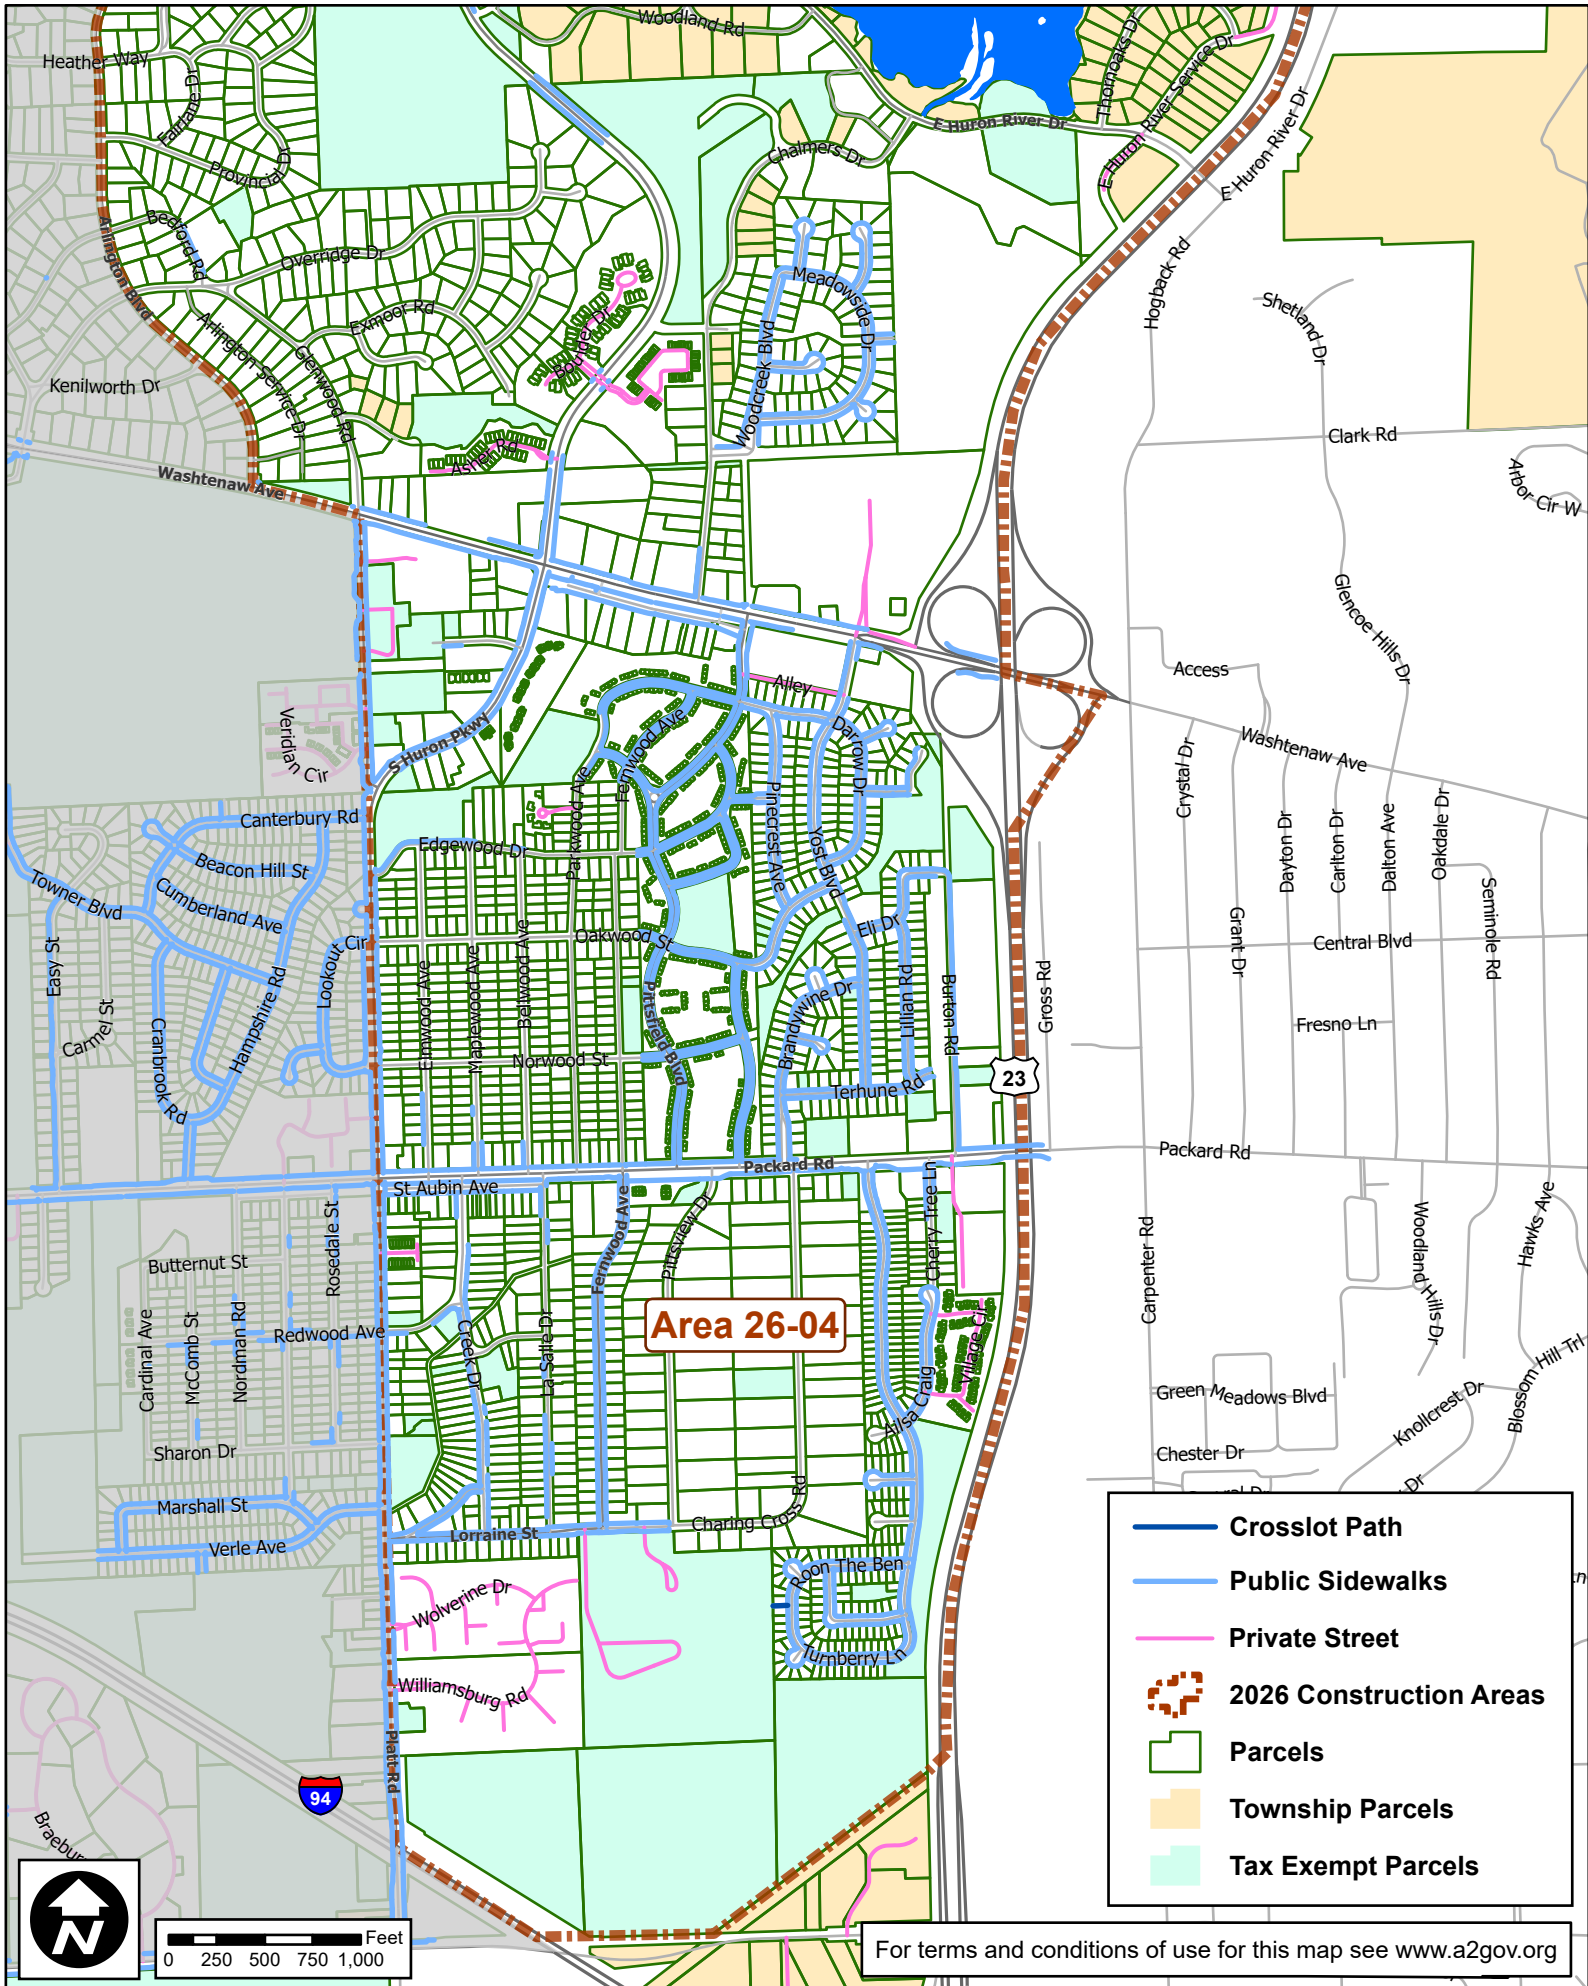 Woodland Rd
Heather Way
Fairlane Dr
Provincial Dr
Chalmers Dr
E Huron River Dr
Thornoaks Dr
E Huron River Service Dr
E Huron River Dr
Bedford Rd
Arlington Blvd
Overridge Dr
Exmoor Rd
Arlington Service Dr
Glenwood Rd
Boulder Dr
Meadowside Dr
Woodcreek Blvd
Hogback Rd
Shetland Dr
Kenilworth Dr
Asher Rd
Washtenaw Ave
Clark Rd
Arbor Cir W
Glencoe Hills Dr
Access
Alley
Veridian Cir
S Huron Pkwy
Fernwood Ave
Darrow Dr
Washtenaw Ave
Crystal Dr
Parkwood Ave
Pinecrest Ave
Yost Blvd
Canterbury Rd
Edgewood Dr
Beacon Hill St
Cumberland Ave
Towner Blvd
Dayton Dr
Carlton Dr
Dalton Ave
Oakdale Dr
Seminole Rd
Grant Dr
Central Blvd
Easy St
Lookout Cir
Oakwood St
Eli Dr
Carmel St
Cranbrook Rd
Hampshire Rd
Elmwood Ave
Maplewood Ave
Bellwood Ave
Pittsfield Blvd
Brandywine Dr
Lillian Rd
Burton Rd
Gross Rd
Fresno Ln
Norwood St
Terhune Rd
23
Packard Rd
Packard Rd
St Aubin Ave
Rosedale St
Fernwood Ave
Pittsview Dr
Cherry Tree Ln
Carpenter Rd
Woodland Hills Dr
Hawks Ave
Butternut St
Cardinal Ave
McComb St
Nordman Rd
Redwood Ave
Creek Dr
La Salle Dr
Area 26-04
Village Cir
Ailsa Craig
Green Meadows Blvd
Knollcrest Dr
Blossom Hill Trl
Sharon Dr
Chester Dr
Dr
Marshall St
Verle Ave
Lorraine St
Charing Cross Rd
Roon The Ben
Turnberry Ln
Wolverine Dr
Williamsburg Rd
Platt Rd
94
Crosslot Path
Public Sidewalks
Private Street
2026 Construction Areas
Parcels
Township Parcels
Tax Exempt Parcels
N
Feet
0 250 500 750 1,000
For terms and conditions of use for this map see www.a2gov.org